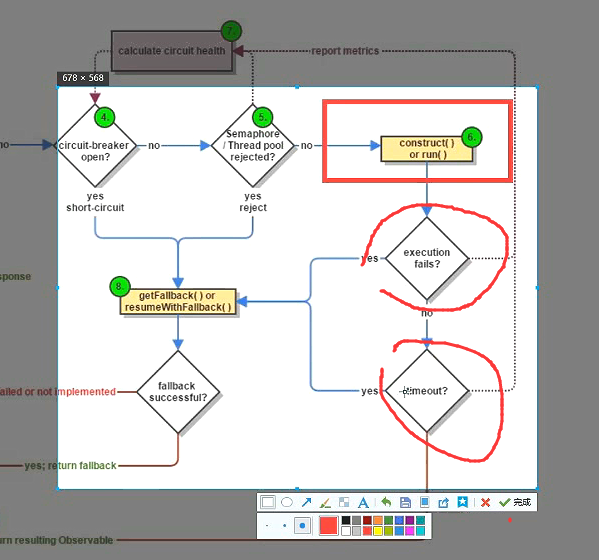 7.
calculate circuit health
report metrics
678 × 568
4.
5.
6.
no
circuit-breaker
open?
no
Semaphore
/ Thread pool
rejected?
no
construct( )
or run( )
yes
short-circuit
yes
reject
yes
execution
fails?
sponse
8.
getFallback( ) or
resumeWithFallback( )
no
fallback
successful?
yes
timeout?
ailed or not implemented
yes; return fallback
A
完成
urn resulting Observable